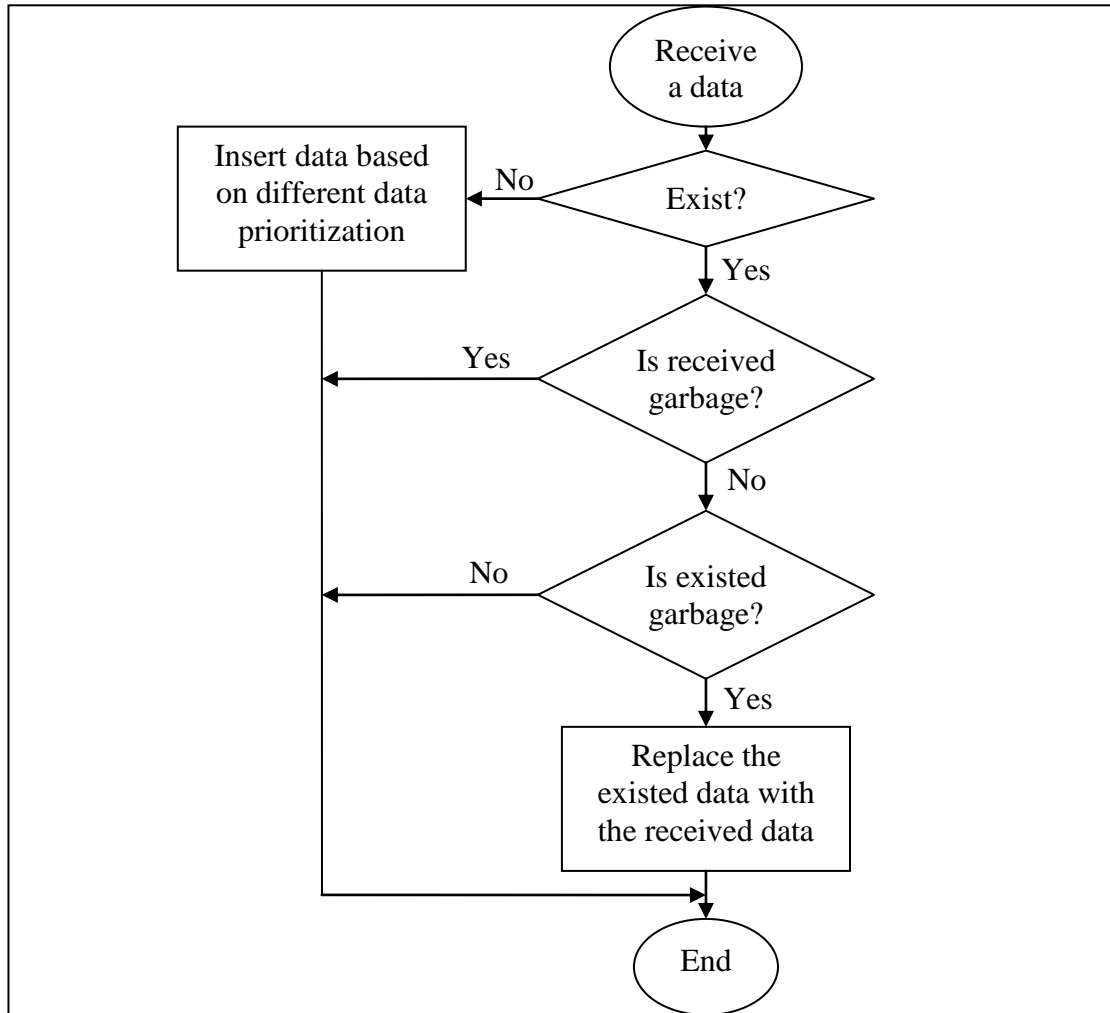 Receive
a data
Insert data based
on different data
prioritization
No
Exist?
Yes
Yes
Is received
garbage?
No
No
Is existed
garbage?
Yes
Replace the
existed data with
the received data
End